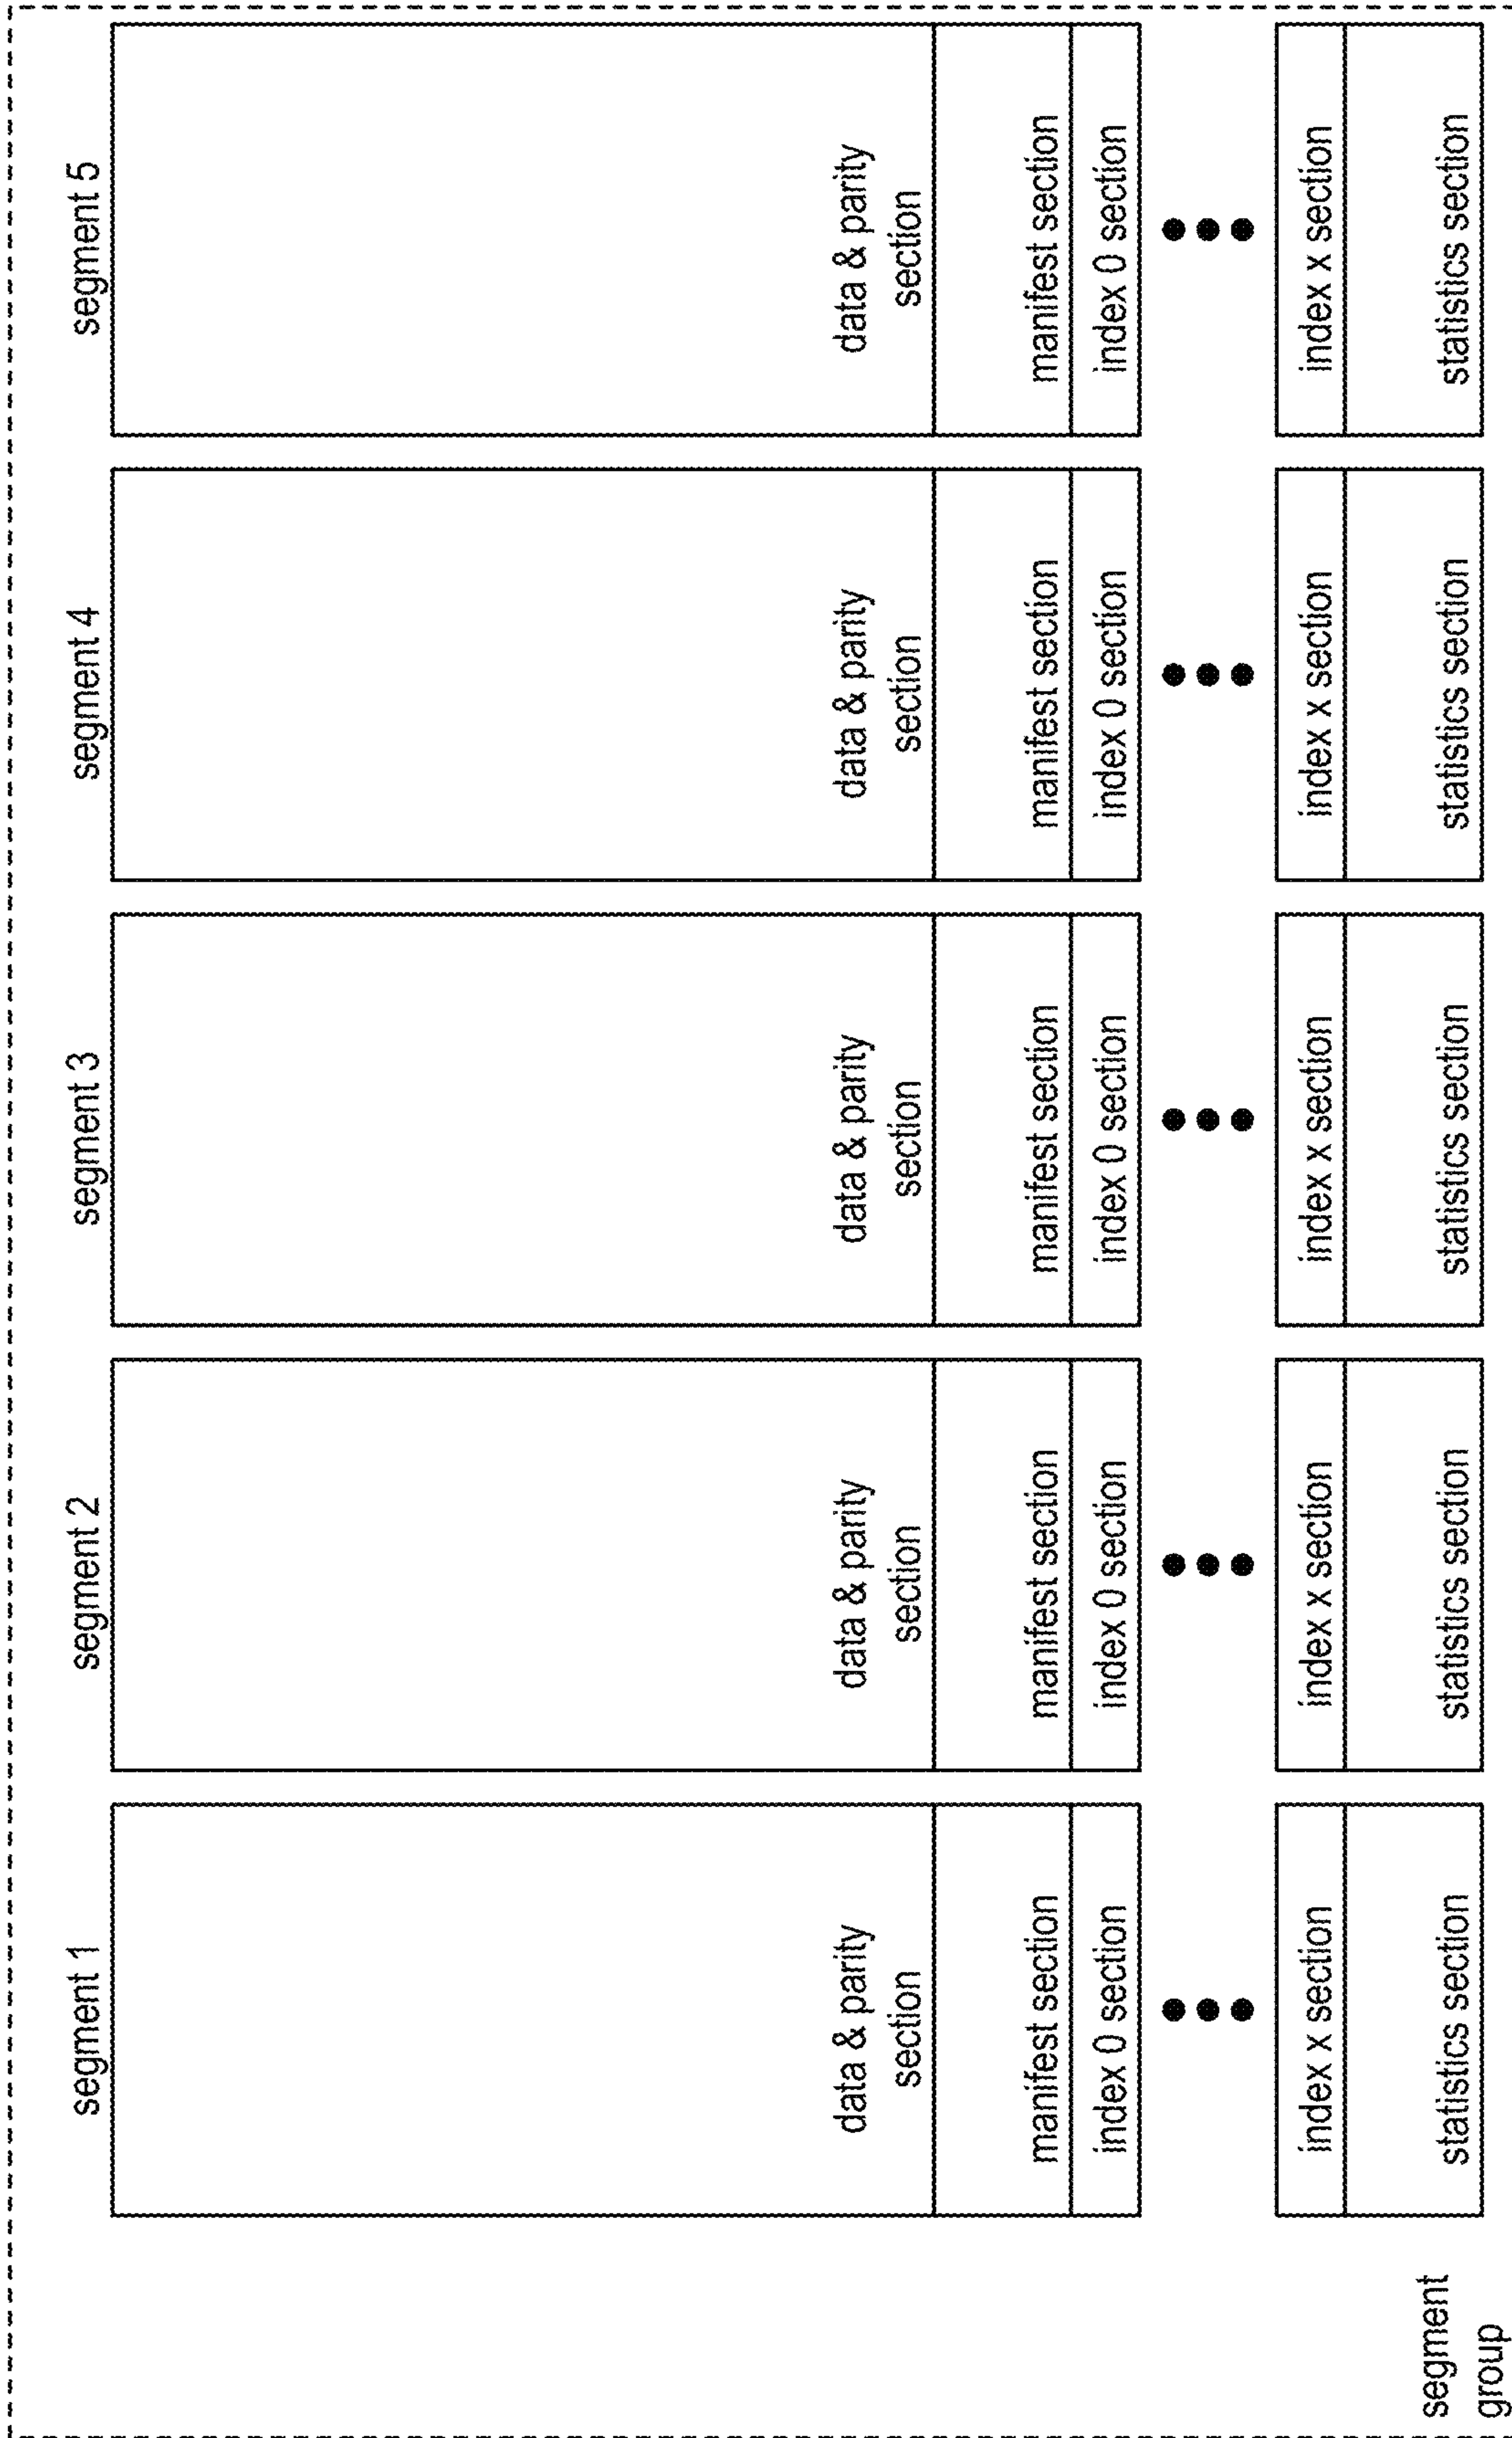 segment 1
data & parity
section
manifest section
index 0 section
index x section
statistics section
segment 2
data & parity
section
manifest section
index 0 section
index x section
statistics section
segment 3
data & parity
section
manifest section
index 0 section
index x section
statistics section
segment 4
data & parity
section
manifest section
index 0 section
index x section
statistics section
segment 5
data & parity
section
manifest section
index 0 section
index x section
statistics section
segment
group